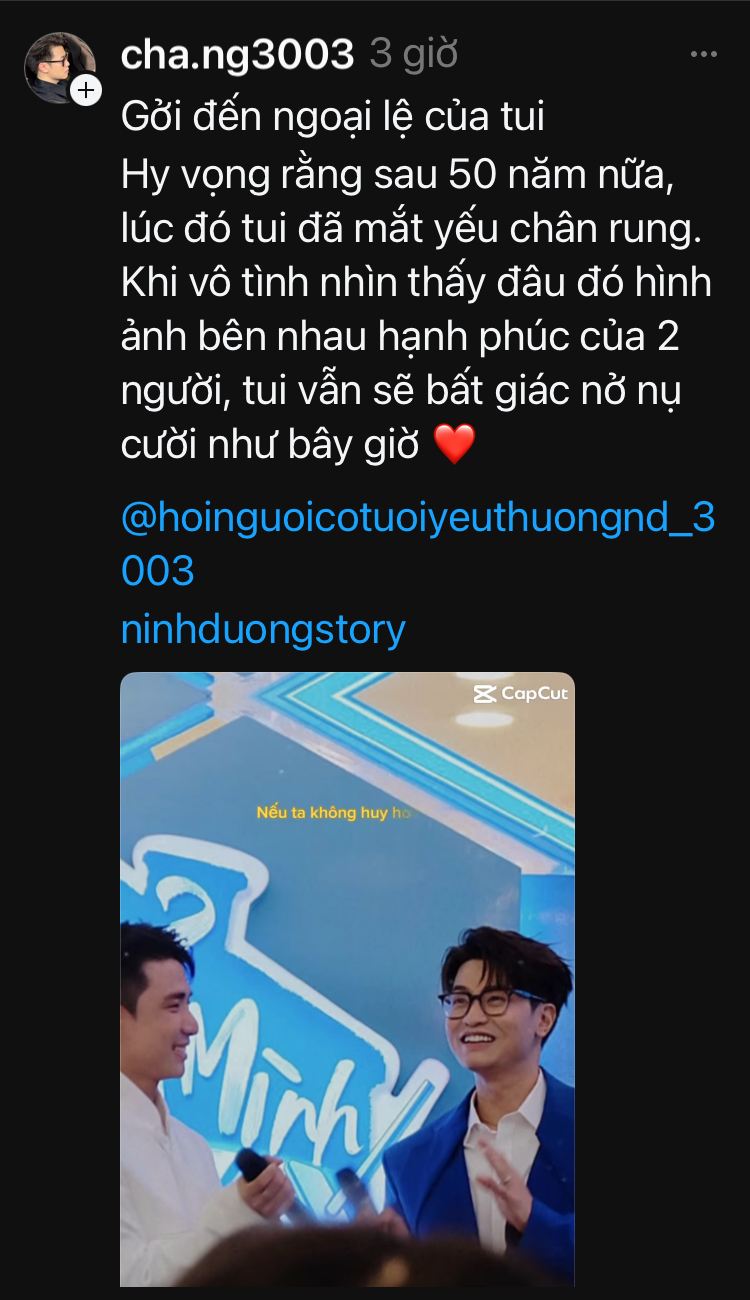 cha.ng3003 3 giờ
Gởi đến ngoại lệ của tui
Hy vọng rằng sau 50 năm nữa,
lúc đó tui đã mắt yếu chân rung.
Khi vô tình nhìn thấy đâu đó hình
ảnh bên nhau hạnh phúc của 2
người, tui vẫn sẽ bất giác nở nụ
cười như bây giờ ❤️
@hoinguoicotuoiyeuthuongnd_3
003
ninhduongstory
CapCut
Nếu ta không huy ho
Mình